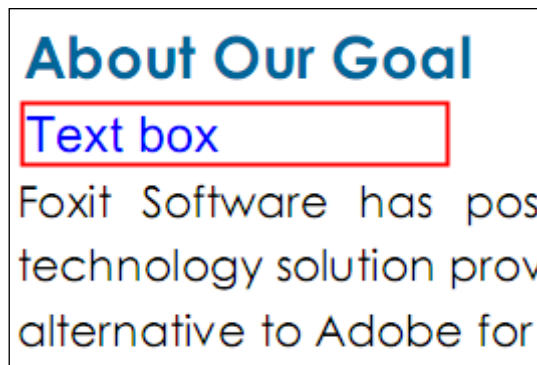 About Our Goal
Text box
Foxit Software has pos
technology solution prov
alternative to Adobe for